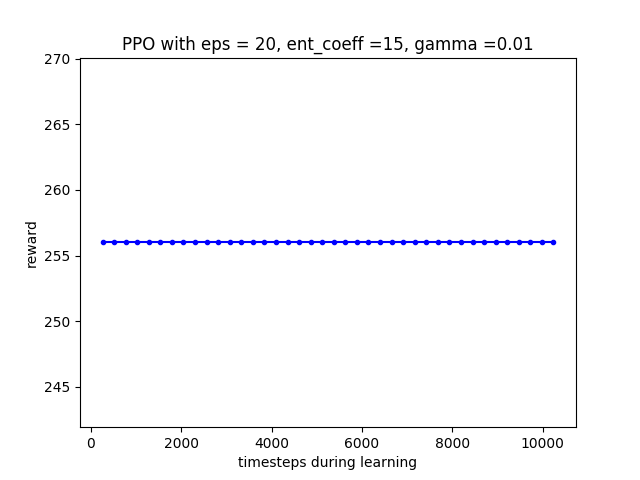 PPO with eps = 20, ent_coeff =15, gamma =0.01
270
265
260
255
250
245
reward
0 2000 4000 6000 8000 10000
timesteps during learning